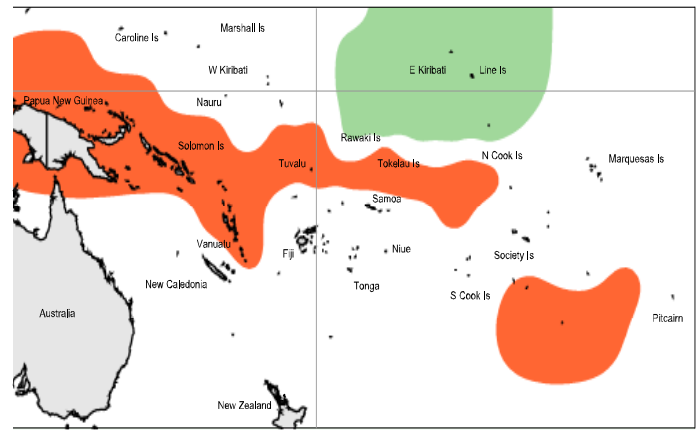 Marshall Is
Caroline Is
W Kiribati
E Kiribati
Line Is
Papua New Guinea
Nauru
Rawaki Is
Solomon Is
N Cook Is
Marquesas Is
Tuvalu
Tokelau Is
Samoa
Vanuatu
Fiji
Niue
Society Is
New Caledonia
Tonga
S Cook Is
Australia
Pitcairn
New Zealand